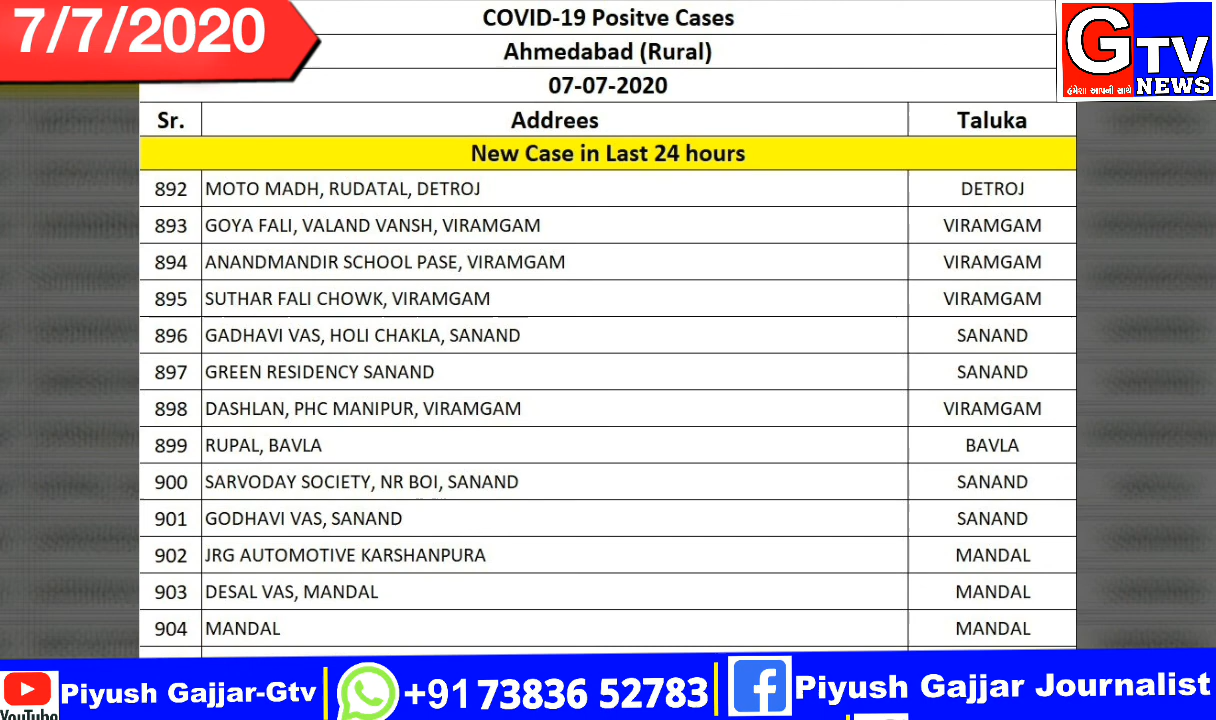 7/7/2020
COVID-19 Positve Cases
Ahmedabad (Rural)
07-07-2020
GTV
હંમેશા આપની સાથે NEWS
Sr. Addrees Taluka
New Case in Last 24 hours
892 MOTO MADH, RUDATAL, DETROJ DETROJ
893 GOYA FALI, VALAND VANSH, VIRAMGAM VIRAMGAM
894 ANANDMANDIR SCHOOL PASE, VIRAMGAM VIRAMGAM
895 SUTHAR FALI CHOWK, VIRAMGAM VIRAMGAM
896 GADHAVI VAS, HOLI CHAKLA, SANAND SANAND
897 GREEN RESIDENCY SANAND SANAND
898 DASHLAN, PHC MANIPUR, VIRAMGAM VIRAMGAM
899 RUPAL, BAVLA BAVLA
900 SARVODAY SOCIETY, NR BOI, SANAND SANAND
901 GODHAVI VAS, SANAND SANAND
902 JRG AUTOMOTIVE KARSHANPURA MANDAL
903 DESAL VAS, MANDAL MANDAL
904 MANDAL MANDAL
Piyush Gajjar-Gtv +91 73836 52783 Piyush Gajjar Journalist
YouTube